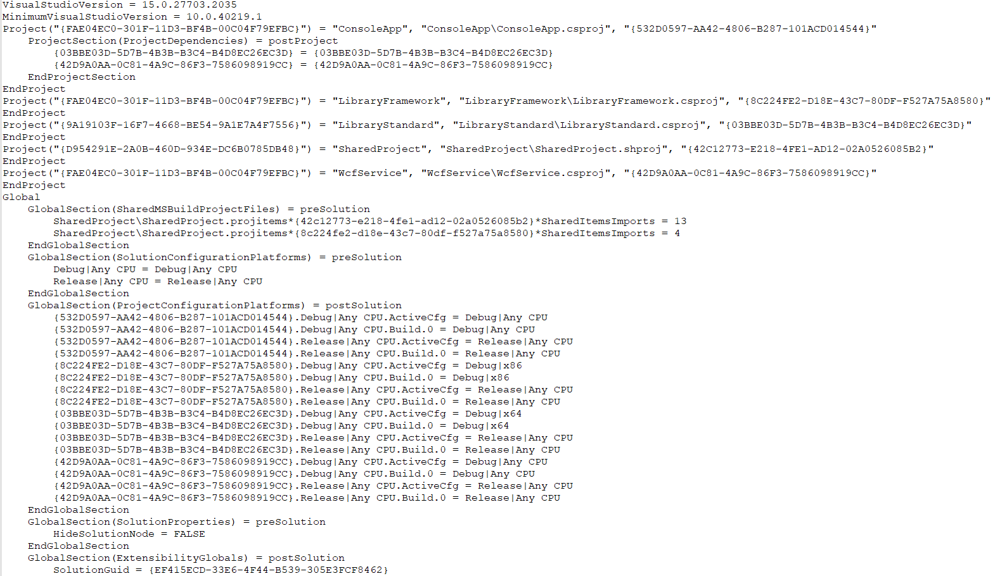 VisualStudioVersion = 15.0.27703.2035
MinimumVisualStudioVersion = 10.0.40219.1
Project("{FAE04EC0-301F-11D3-BF4B-00C04F79EFBC}") = "ConsoleApp", "ConsoleApp\ConsoleApp.csproj", "{532D0597-AA42-4806-B287-101ACD014544}"
    ProjectSection(ProjectDependencies) = postProject
        {03BBE03D-5D7B-4B3B-B3C4-B4D8EC26EC3D} = {03BBE03D-5D7B-4B3B-B3C4-B4D8EC26EC3D}
        {42D9A0AA-0C81-4A9C-86F3-7586098919CC} = {42D9A0AA-0C81-4A9C-86F3-7586098919CC}
    EndProjectSection
EndProject
Project("{FAE04EC0-301F-11D3-BF4B-00C04F79EFBC}") = "LibraryFramework", "LibraryFramework\LibraryFramework.csproj", "{8C224FE2-D18E-43C7-80DF-F527A75A8580}"
EndProject
Project("{9A19103F-16F7-4668-BE54-9A1E7A4F7556}") = "LibraryStandard", "LibraryStandard\LibraryStandard.csproj", "{03BBE03D-5D7B-4B3B-B3C4-B4D8EC26EC3D}"
EndProject
Project("{D954291E-2A0B-460D-934E-DC6B0785DB48}") = "SharedProject", "SharedProject\SharedProject.shproj", "{42C12773-E218-4FE1-AD12-02A0526085B2}"
EndProject
Project("{FAE04EC0-301F-11D3-BF4B-00C04F79EFBC}") = "WcfService", "WcfService\WcfService.csproj", "{42D9A0AA-0C81-4A9C-86F3-7586098919CC}"
EndProject
Global
    GlobalSection(SharedMSBuildProjectFiles) = preSolution
        SharedProject\SharedProject.projitems*{42c12773-e218-4fe1-ad12-02a0526085b2}*SharedItemsImports = 13
        SharedProject\SharedProject.projitems*{8c224fe2-d18e-43c7-80df-f527a75a8580}*SharedItemsImports = 4
    EndGlobalSection
    GlobalSection(SolutionConfigurationPlatforms) = preSolution
        Debug|Any CPU = Debug|Any CPU
        Release|Any CPU = Release|Any CPU
    EndGlobalSection
    GlobalSection(ProjectConfigurationPlatforms) = postSolution
        {532D0597-AA42-4806-B287-101ACD014544}.Debug|Any CPU.ActiveCfg = Debug|Any CPU
        {532D0597-AA42-4806-B287-101ACD014544}.Debug|Any CPU.Build.0 = Debug|Any CPU
        {532D0597-AA42-4806-B287-101ACD014544}.Release|Any CPU.ActiveCfg = Release|Any CPU
        {532D0597-AA42-4806-B287-101ACD014544}.Release|Any CPU.Build.0 = Release|Any CPU
        {8C224FE2-D18E-43C7-80DF-F527A75A8580}.Debug|Any CPU.ActiveCfg = Debug|x86
        {8C224FE2-D18E-43C7-80DF-F527A75A8580}.Debug|Any CPU.Build.0 = Debug|x86
        {8C224FE2-D18E-43C7-80DF-F527A75A8580}.Release|Any CPU.ActiveCfg = Release|Any CPU
        {8C224FE2-D18E-43C7-80DF-F527A75A8580}.Release|Any CPU.Build.0 = Release|Any CPU
        {03BBE03D-5D7B-4B3B-B3C4-B4D8EC26EC3D}.Debug|Any CPU.ActiveCfg = Debug|x64
        {03BBE03D-5D7B-4B3B-B3C4-B4D8EC26EC3D}.Debug|Any CPU.Build.0 = Debug|x64
        {03BBE03D-5D7B-4B3B-B3C4-B4D8EC26EC3D}.Release|Any CPU.ActiveCfg = Release|Any CPU
        {03BBE03D-5D7B-4B3B-B3C4-B4D8EC26EC3D}.Release|Any CPU.Build.0 = Release|Any CPU
        {42D9A0AA-0C81-4A9C-86F3-7586098919CC}.Debug|Any CPU.ActiveCfg = Debug|Any CPU
        {42D9A0AA-0C81-4A9C-86F3-7586098919CC}.Debug|Any CPU.Build.0 = Debug|Any CPU
        {42D9A0AA-0C81-4A9C-86F3-7586098919CC}.Release|Any CPU.ActiveCfg = Release|Any CPU
        {42D9A0AA-0C81-4A9C-86F3-7586098919CC}.Release|Any CPU.Build.0 = Release|Any CPU
    EndGlobalSection
    GlobalSection(SolutionProperties) = preSolution
        HideSolutionNode = FALSE
    EndGlobalSection
    GlobalSection(ExtensibilityGlobals) = postSolution
        SolutionGuid = {EF415ECD-33E6-4F44-B539-305E3FCF8462}